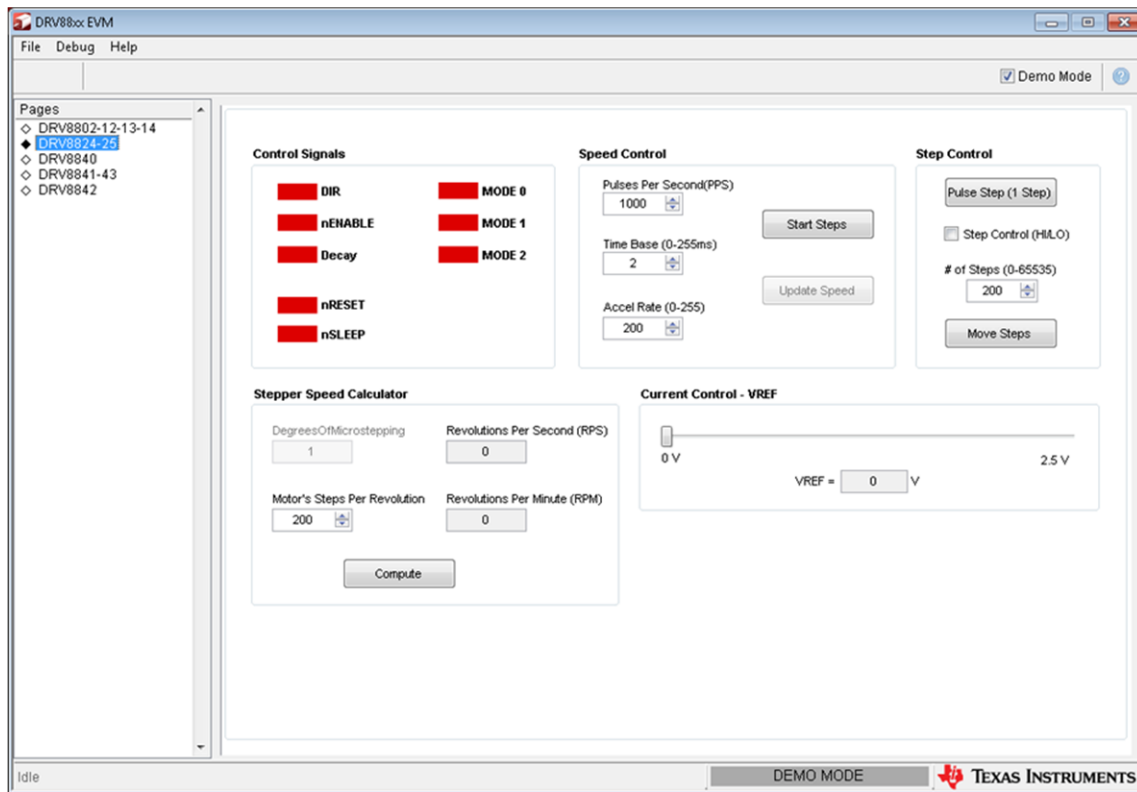 DRV88xx EVM
File Debug Help
Demo Mode
?
Pages
DRV8802-12-13-14
DRV8824-25
DRV8840
DRV8841-43
DRV8842
Control Signals
DIR
nENABLE
Decay
nRESET
nSLEEP
MODE 0
MODE 1
MODE 2
Speed Control
Pulses Per Second(PPS)
1000
Time Base (0-255ms)
2
Accel Rate (0-255)
200
Start Steps
Update Speed
Step Control
Pulse Step (1 Step)
Step Control (HI/LO)
# of Steps (0-65535)
200
Move Steps
Stepper Speed Calculator
DegreesOfMicrostepping
1
Revolutions Per Second (RPS)
0
Motor's Steps Per Revolution
200
Revolutions Per Minute (RPM)
0
Compute
Current Control - VREF
0 V
2.5 V
VREF = 0 V
Idle
DEMO MODE
TEXAS INSTRUMENTS